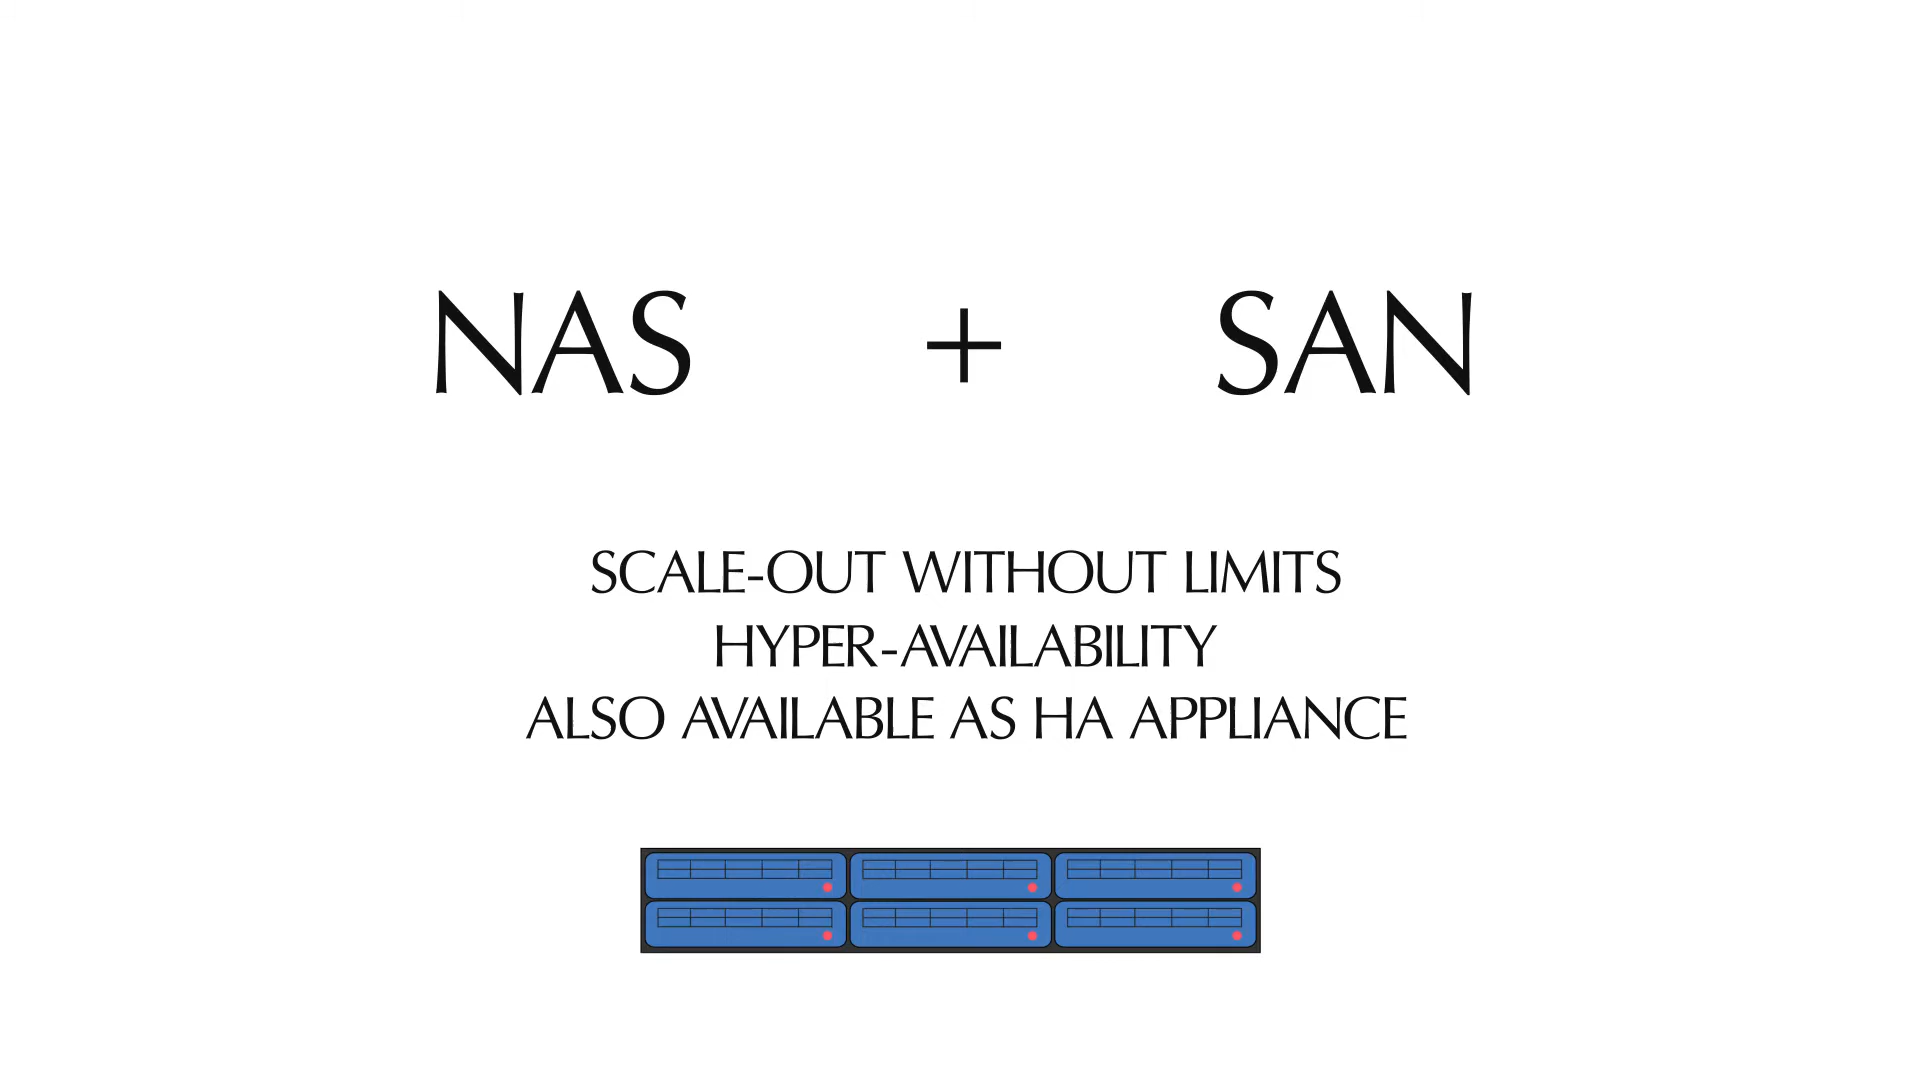 NAS + SAN
SCALE-OUT WITHOUT LIMITS
HYPER-AVAILABILITY
ALSO AVAILABLE AS HA APPLIANCE